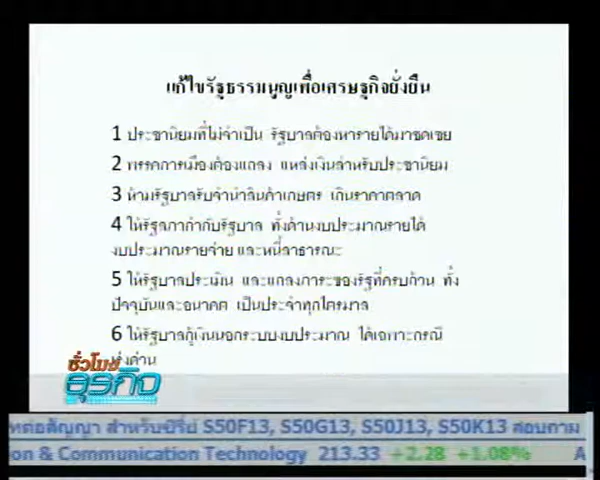 แก้ไขรัฐธรรมนูญเพื่อเศรษฐกิจยั่งยืน
1 ประชานิยมที่ไม่จำเป็น รัฐบาลต้องหารายได้มาชดเชย
2 พรรคการเมืองต้องแถลง แหล่งเงินสำหรับประชานิยม
3 ห้ามรัฐบาลรับจำนำสินค้าเกษตร เกินราคาตลาด
4 ให้รัฐสภากำกับรัฐบาล ทั้งด้านงบประมาณรายได้
งบประมาณรายจ่าย และหนี้สาธารณะ
5 ให้รัฐบาลประเมิน และแถลงภาระของรัฐที่ครบถ้วน ทั้ง
ปัจจุบันและอนาคต เป็นประจำทุกไตรมาส
6 ให้รัฐบาลกู้เงินนอกระบบงบประมาณ ได้เฉพาะกรณี
เร่งด่วน
ชั่วโมง
ธุรกิจ
ต่อสัญญา สำหรับซีรี่ย์ S50F13, S50G13, S50J13, S50K13 สอบถาม
on & Communication Technology 213.33 +2.28 +1.08% A